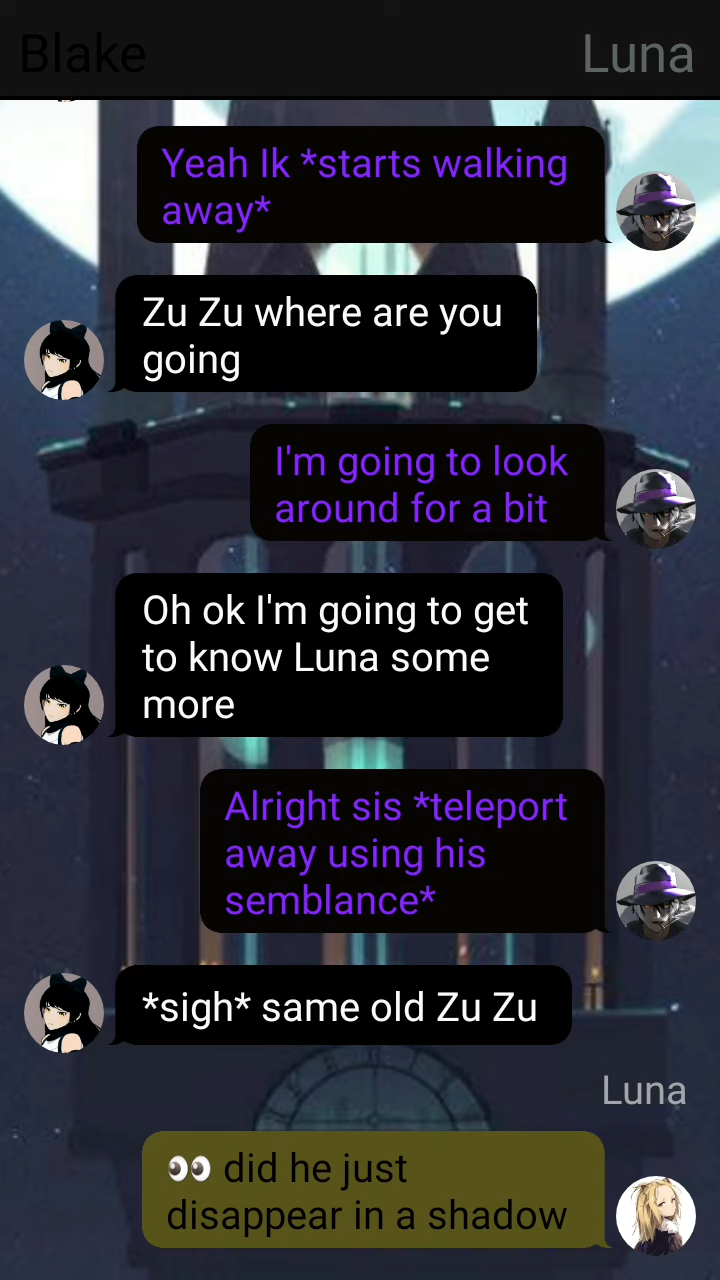 Blake
Luna
Yeah Ik *starts walking
away*
Zu Zu where are you
going
I'm going to look
around for a bit
Oh ok I'm going to get
to know Luna some
more
Alright sis *teleport
away using his
semblance*
*sigh* same old Zu Zu
Luna
👀 did he just
disappear in a shadow